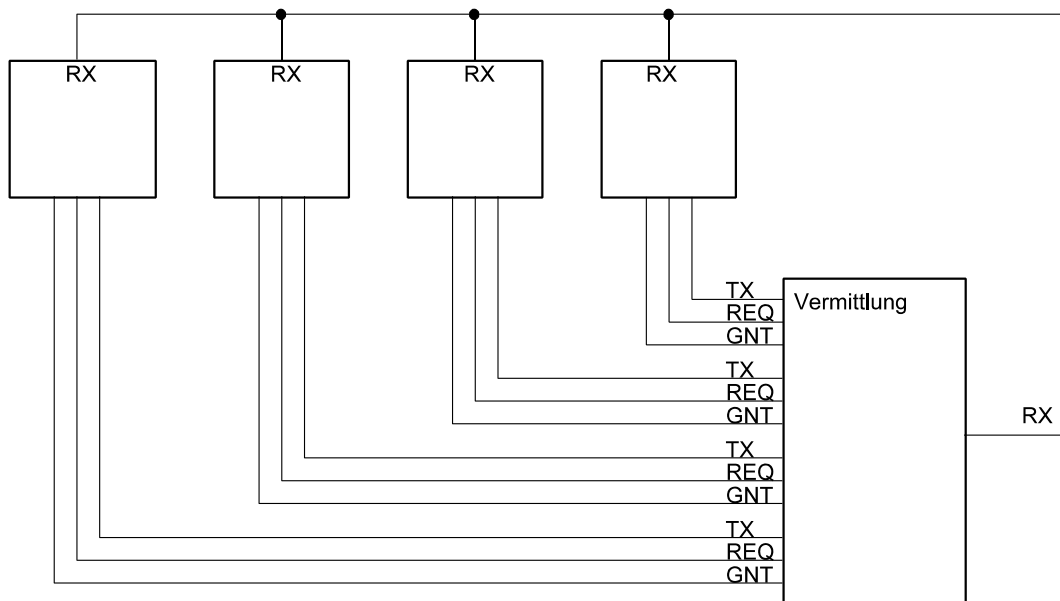 RX
RX
RX
RX
TX
Vermittlung
REQ
GNT
TX
REQ
GNT
RX
TX
REQ
GNT
TX
REQ
GNT